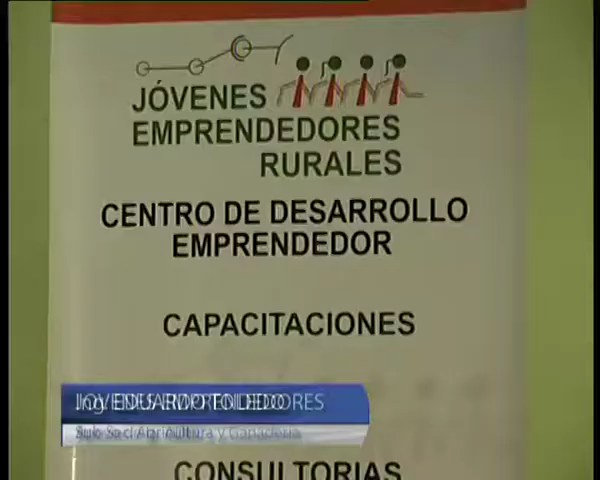 JÓVENES
EMPRENDEDORES
RURALES
CENTRO DE DESARROLLO
EMPRENDEDOR
CAPACITACIONES
CONSULTORIAS